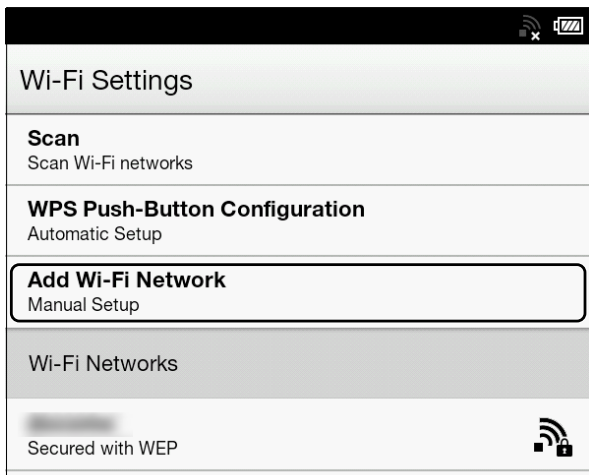 Wi-Fi Settings
Scan
Scan Wi-Fi networks
WPS Push-Button Configuration
Automatic Setup
Add Wi-Fi Network
Manual Setup
Wi-Fi Networks
Secured with WEP